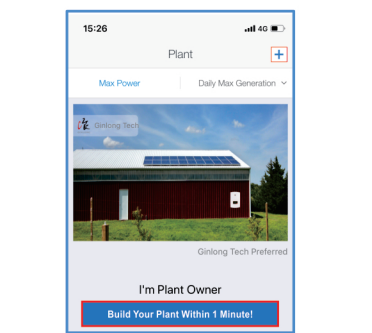 15:26
4G
Plant
+
Max Power
Daily Max Generation
Ginlong Tech
Ginlong Tech Preferred
I'm Plant Owner
Build Your Plant Within 1 Minute!